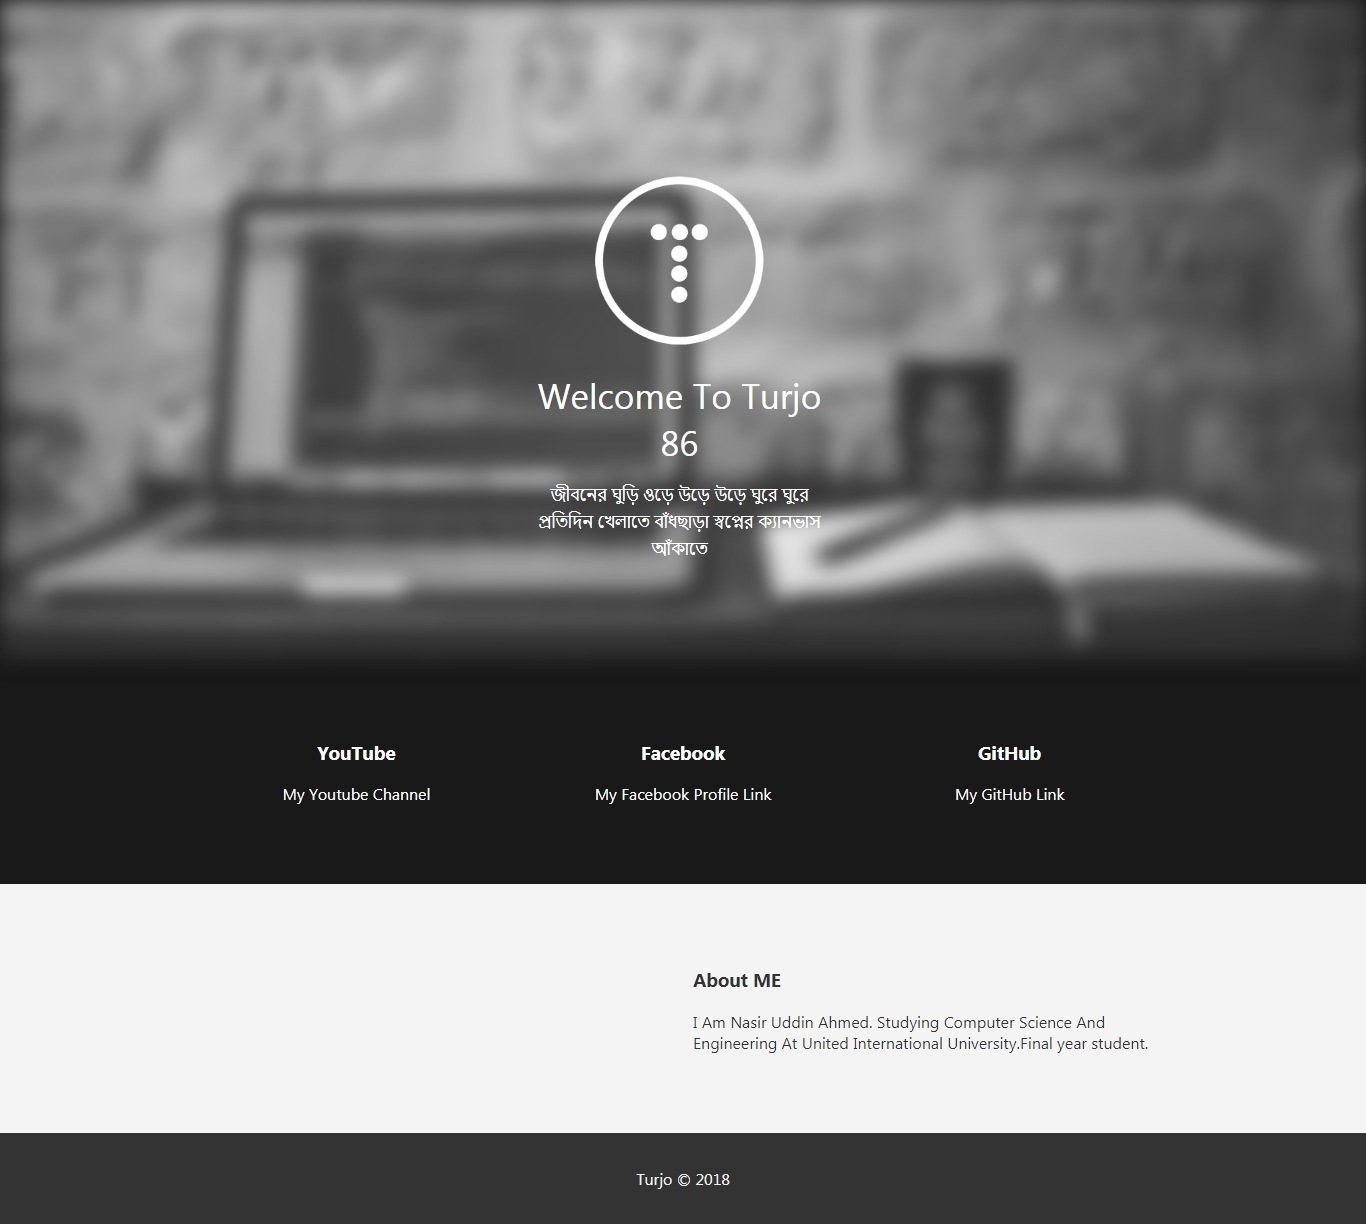 Welcome To Turjo
86
জীবনের ঘুড়ি ওড়ে উড়ে উড়ে ঘুরে ঘুরে
প্রতিদিন খেলাতে বাঁধছাড়া স্বপ্নের ক্যানভাস
আঁকাতে
YouTube
My Youtube Channel
Facebook
My Facebook Profile Link
GitHub
My GitHub Link
About ME
I Am Nasir Uddin Ahmed. Studying Computer Science And
Engineering At United International University.Final year student.
Turjo © 2018